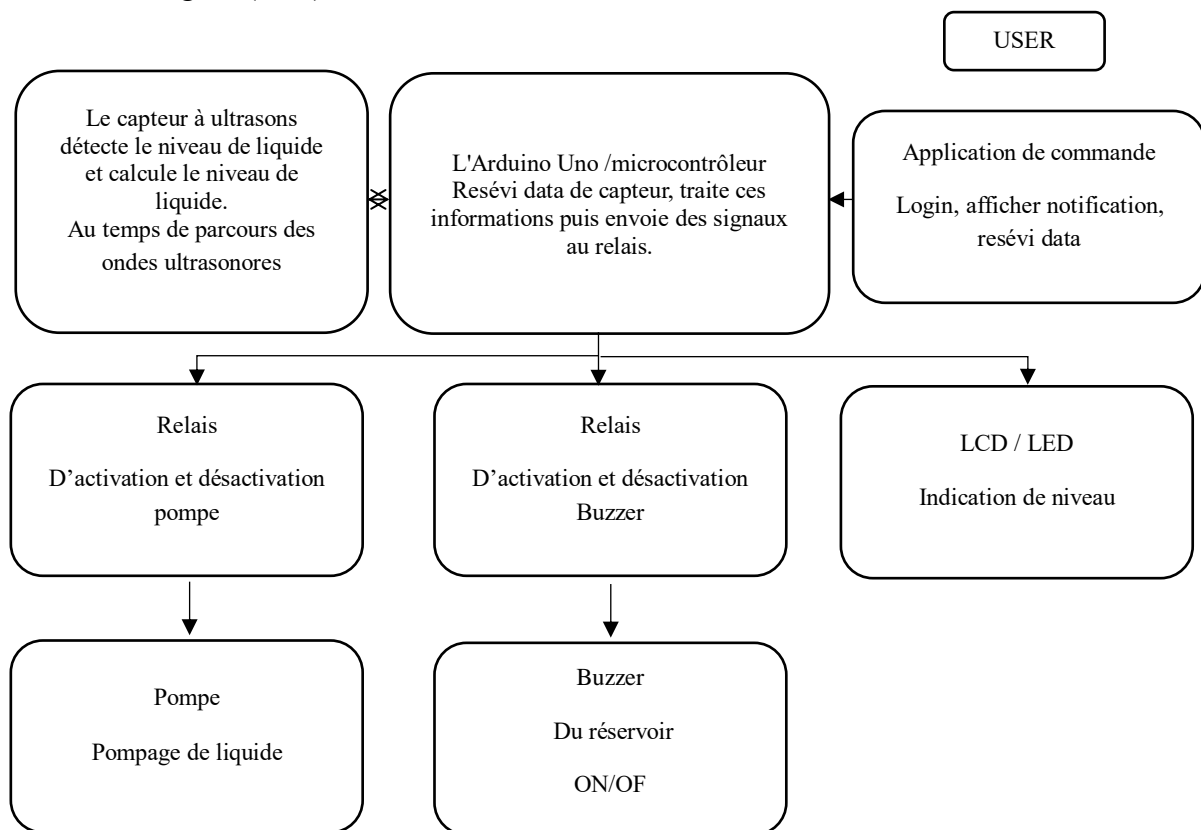 USER
Le capteur à ultrasons
détecte le niveau de liquide
et calcule le niveau de
liquide.
Au temps de parcours des
ondes ultrasonores
L'Arduino Uno /microcontrôleur
Resévi data de capteur, traite ces
informations puis envoie des signaux
au relais.
Application de commande
Login, afficher notification,
resévi data
Relais
D’activation et désactivation
pompe
Relais
D’activation et désactivation
Buzzer
LCD / LED
Indication de niveau
Pompe
Pompage de liquide
Buzzer
Du réservoir
ON/OF